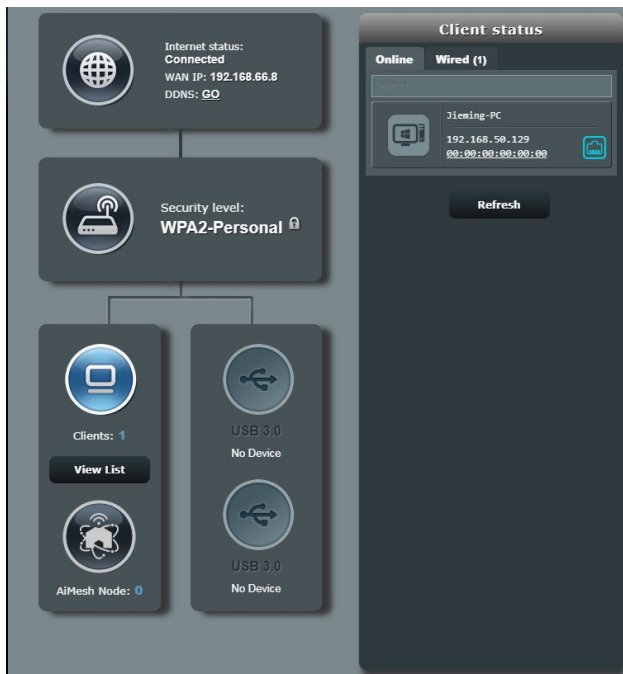 Internet status:
Connected
WAN IP: 192.168.66.8
DDNS: GO
Security level:
WPA2-Personal
Clients: 1
View List
AiMesh Node: 0
USB 3.0
No Device
USB 3.0
No Device
Client status
Online Wired (1)
Search
Jieming-PC
192.168.50.129
00:00:00:00:00:00
Refresh